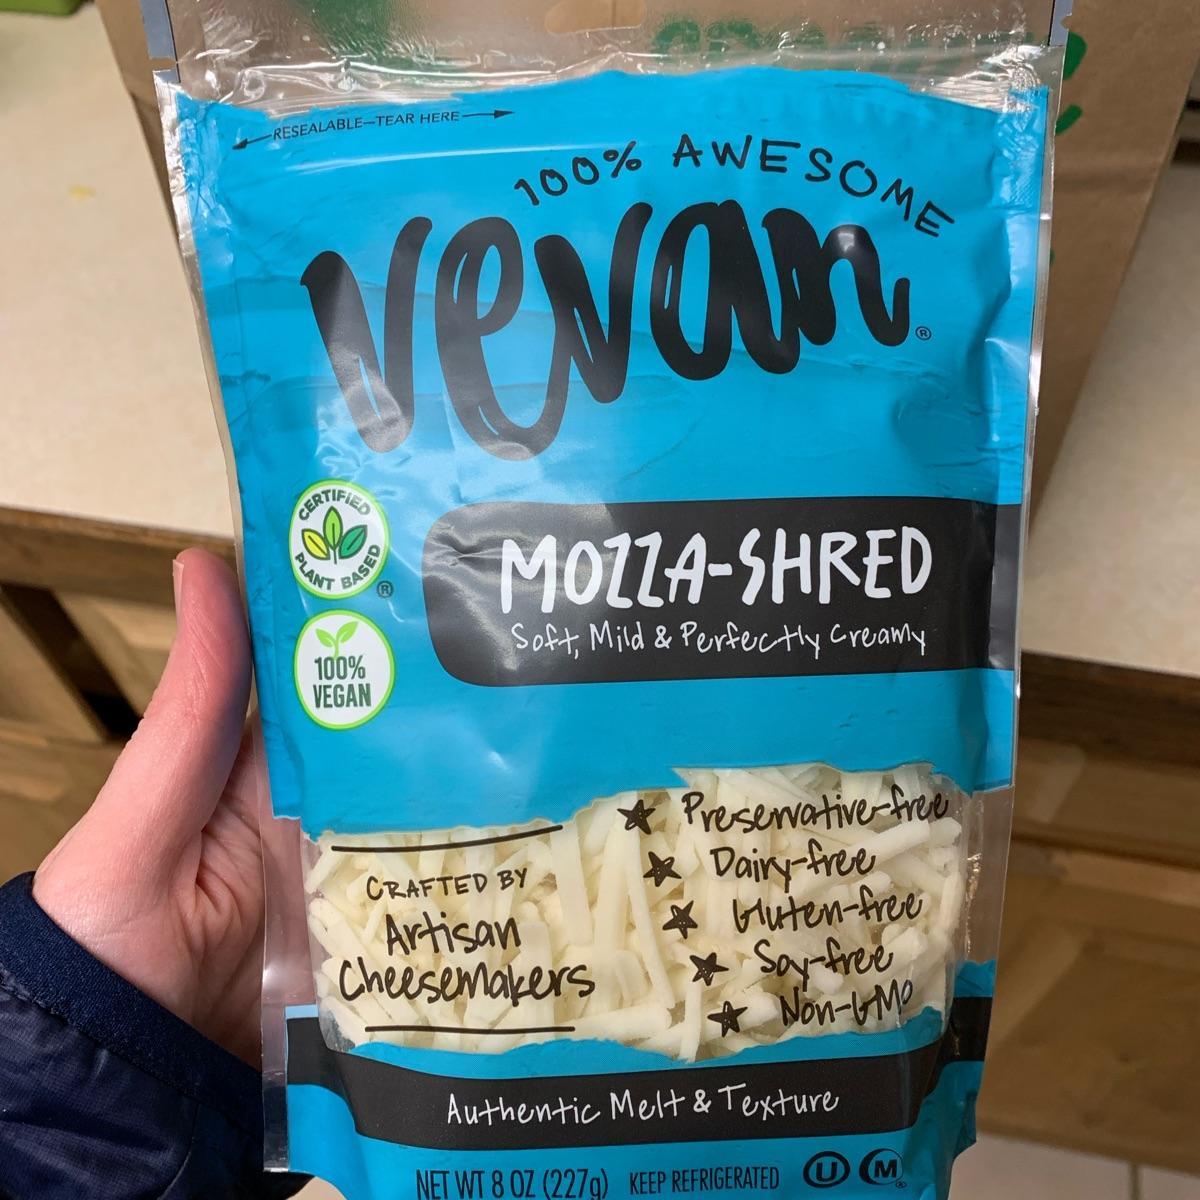 RESEALABLE—TEAR HERE
100% AWESOME
Vevan®
CERTIFIED
PLANT BASED
®
100%
VEGAN
MOZZA-SHRED
Soft, Mild & Perfectly Creamy
CRAFTED BY
Artisan
Cheesemakers
Preservative-free
Dairy-free
Gluten-free
Soy-free
Non-GMO
Authentic Melt & Texture
NET WT 8 OZ (227g) KEEP REFRIGERATED U M®